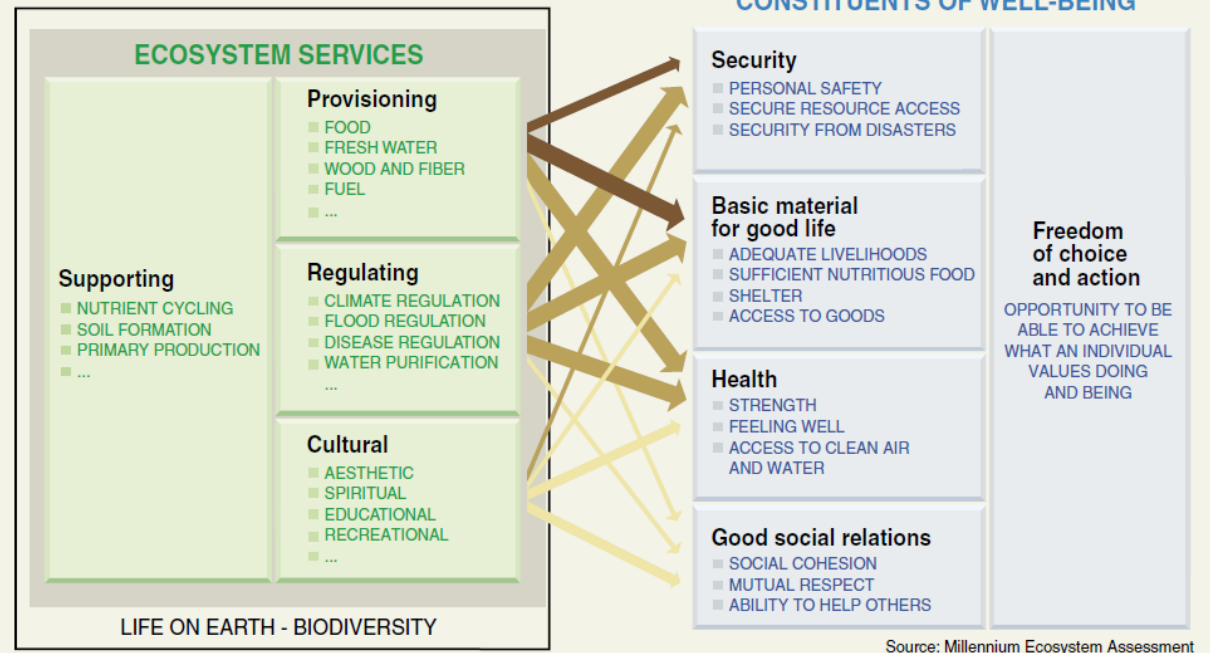 CONSTITUENTS OF WELL-BEING
ECOSYSTEM SERVICES
Supporting
NUTRIENT CYCLING
SOIL FORMATION
PRIMARY PRODUCTION
...
Provisioning
FOOD
FRESH WATER
WOOD AND FIBER
FUEL
...
Regulating
CLIMATE REGULATION
FLOOD REGULATION
DISEASE REGULATION
WATER PURIFICATION
...
Cultural
AESTHETIC
SPIRITUAL
EDUCATIONAL
RECREATIONAL
...
LIFE ON EARTH - BIODIVERSITY
Security
PERSONAL SAFETY
SECURE RESOURCE ACCESS
SECURITY FROM DISASTERS
Basic material
for good life
ADEQUATE LIVELIHOODS
SUFFICIENT NUTRITIOUS FOOD
SHELTER
ACCESS TO GOODS
Health
STRENGTH
FEELING WELL
ACCESS TO CLEAN AIR
AND WATER
Good social relations
SOCIAL COHESION
MUTUAL RESPECT
ABILITY TO HELP OTHERS
Freedom
of choice
and action
OPPORTUNITY TO BE
ABLE TO ACHIEVE
WHAT AN INDIVIDUAL
VALUES DOING
AND BEING
Source: Millennium Ecosystem Assessment